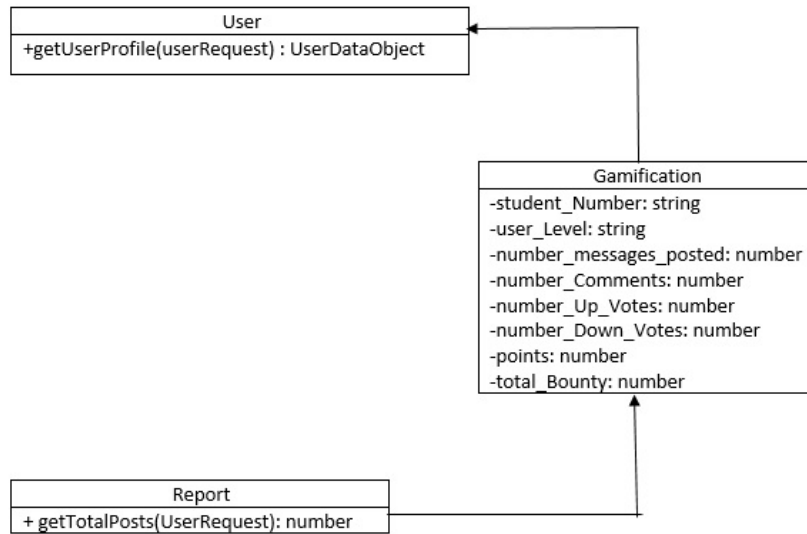 User
+getUserProfile(userRequest) : UserDataObject
Gamification
-student_Number: string
-user_Level: string
-number_messages_posted: number
-number_Comments: number
-number_Up_Votes: number
-number_Down_Votes: number
-points: number
-total_Bounty: number
Report
+ getTotalPosts(UserRequest): number